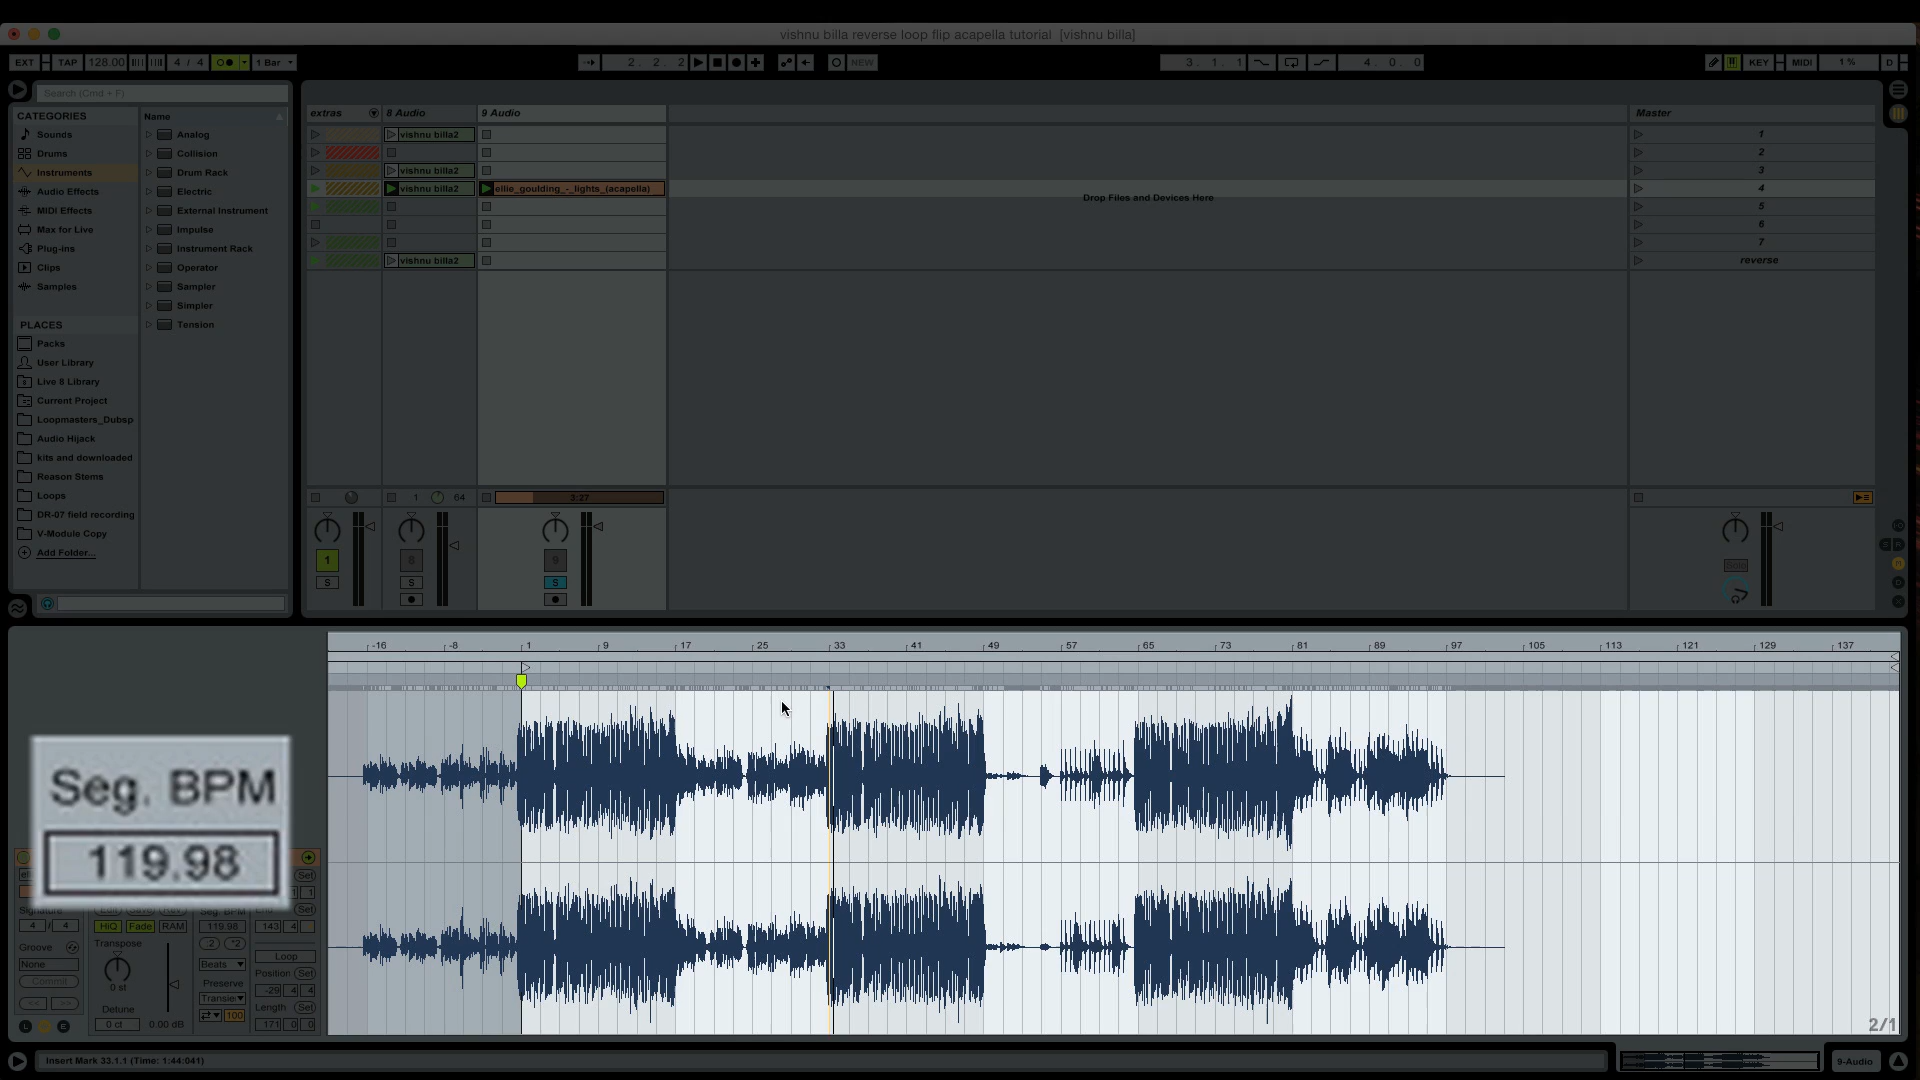 vishnu billa reverse loop flip acapella tutorial [vishnu billa]
EXT TAP 128.00 4 / 4 1 Bar 2. 2. 2 NEW 3. 1. 1 4. 0. 0 KEY MIDI 1 % D
Search (Cmd + F)
CATEGORIES
Sounds
Drums
Instruments
Audio Effects
MIDI Effects
Max for Live
Plug-ins
Clips
Samples
PLACES
Packs
User Library
Live 8 Library
Current Project
Loopmasters_Dubsp
Audio Hijack
kits and downloaded
Reason Stems
Loops
DR-07 field recording
V-Module Copy
Add Folder...
Name
Analog
Collision
Drum Rack
Electric
External Instrument
Impulse
Instrument Rack
Operator
Sampler
Simpler
Tension
extras 8 Audio 9 Audio Master
vishnu billa2 1
2
vishnu billa2 3
vishnu billa2 ellie_goulding_-_lights_(acapella) 4
Drop Files and Devices Here
5
6
7
vishnu billa2 reverse
1 64 3:27
1 8 9
S S S Solo
-16 -8 1 9 17 25 33 41 49 57 65 73 81 89 97 105 113 121 129 137
Seg. BPM
119.98
Set
Signature
4 / 4
Groove
None
Commit
<< >>
HiQ Fade RAM
Transpose
0 st
Detune
0 ct 0.00 dB
Seg. BPM
119.98
:2 *2
Beats
Preserve
Transie
100
End Set
143 4
Loop
Position Set
-29 4 4
Length Set
171 0 0
L E
2/1
Insert Mark 33.1.1 (Time: 1:44:041)
9-Audio